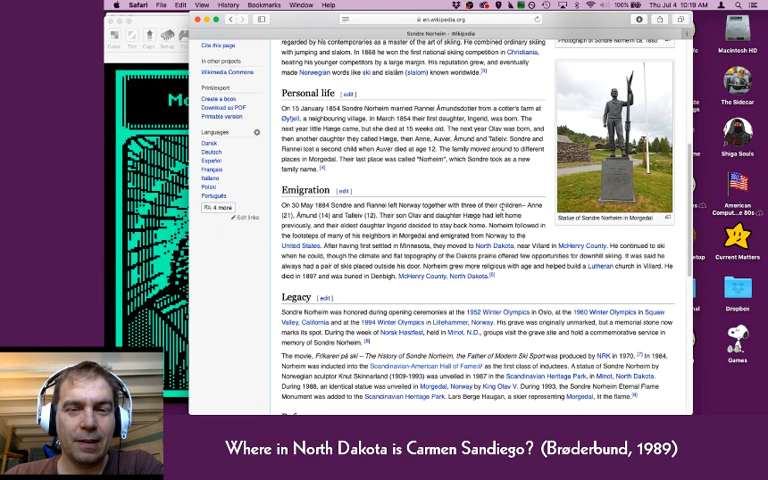 Safari File Edit View History Bookmarks Window Help
100%
Thu Jul 4 10:19 AM
en.wikipedia.org
Sondre Norheim - Wikipedia
Color Tint Caps Setup
Cite this page
In other projects
Wikimedia Commons
Print/export
Create a book
Download as PDF
Printable version
Languages
Dansk
Deutsch
Español
Français
Italiano
Polski
Português
4 more
Edit links
regarded by his contemporaries as a master of the art of skiing. He combined ordinary skiing
with jumping and slalom. In 1868 he won the first national skiing competition in Christiania,
beating his younger competitors by a large margin. His reputation grew, and eventually
made Norwegian words like ski and slalåm (slalom) known worldwide.[3]
Photograph of Sondre Norheim ca. 1880
Personal life [ edit ]
On 15 January 1854 Sondre Norheim married Rannei Åmundsdotter from a cotter's farm at
Øyfjell, a neighbouring village. In March 1854 their first daughter, Ingerid, was born. The
next year little Hæge came, but she died at 15 weeks old. The next year Olav was born, and
then another daughter they called Hæge, then Anne, Auver, Åmund and Talleiv. Sondre and
Rannei lost a second child when Auver died at age 12. The family moved around to different
places in Morgedal. Their last place was called "Norheim", which Sondre took as a new
family name.[4]
Statue of Sondre Norheim in Morgedal.
Emigration [ edit ]
On 30 May 1884 Sondre and Rannei left Norway together with three of their children– Anne
(21), Åmund (14) and Talleiv (12). Their son Olav and daughter Hæge had left home
previously, and their eldest daughter Ingerid decided to stay back home. Norheim followed in
the footsteps of many of his neighbors in Morgedal and emigrated from Norway to the
United States. After having first settled in Minnesota, they moved to North Dakota, near Villard in McHenry County. He continued to ski
when he could, though the climate and flat topography of the Dakota prairie offered few opportunities for downhill skiing. It was said he
always had a pair of skis placed outside his door. Norheim grew more religious with age and helped build a Lutheran church in Villard. He
died in 1897 and was buried in Denbigh, McHenry County, North Dakota.[5]
Legacy [ edit ]
Sondre Norheim was honored during opening ceremonies at the 1952 Winter Olympics in Oslo, at the 1960 Winter Olympics in Squaw
Valley, California and at the 1994 Winter Olympics in Lillehammer, Norway. His grave was originally unmarked, but a memorial stone now
marks its spot. During the week of Norsk Høstfest, held in Minot, N.D., groups visit the grave site and hold a commemorative service in
memory of Sondre Norheim.
[6]
The movie, Frikaren på ski – The history of Sondre Norheim, the Father of Modern Ski Sport was produced by NRK in 1970. [7] In 1984,
Norheim was inducted into the Scandinavian-American Hall of Fame as the first class of inductees. A statue of Sondre Norheim by
Norwegian sculptor Knut Skinnarland (1909-1993) was unveiled in 1987 in the Scandinavian Heritage Park, in Minot, North Dakota.
During 1988, an identical statue was unveiled in Morgedal, Norway by King Olav V. During 1993, the Sondre Norheim Eternal Flame
Monument was added to the Scandinavian Heritage Park. Lars Berge Haugan, a skier representing Morgedal, lit the flame.[8]
Macintosh HD
The Sidecar
Shiga Souls
American
Comput...e 80s
Current Matters
Dropbox
Games
Where in North Dakota is Carmen Sandiego? (Brøderbund, 1989)